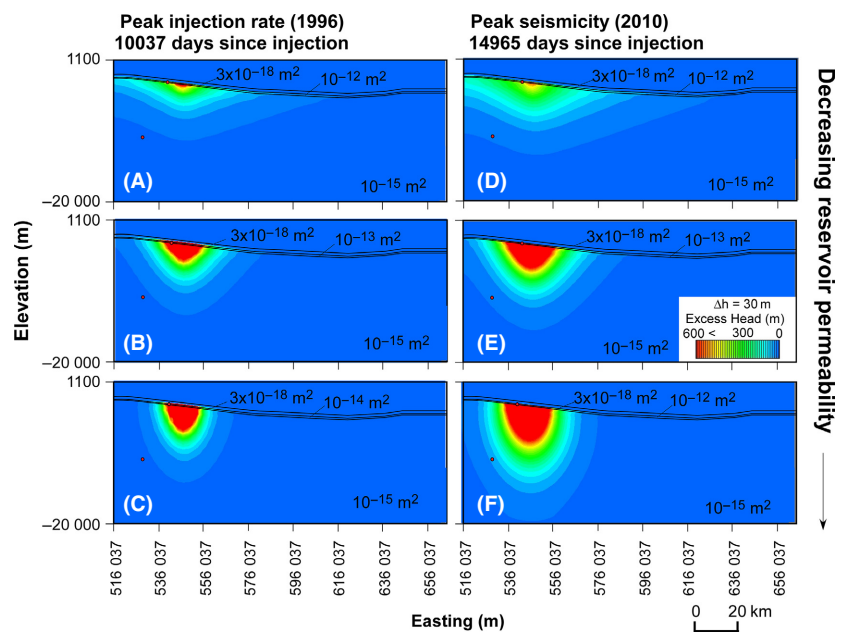 Peak injection rate (1996)
10037 days since injection
Peak seismicity (2010)
14965 days since injection
1100
3x10⁻¹⁸ m²
10⁻¹² m²
(A)
10⁻¹⁵ m²
–20 000
3x10⁻¹⁸ m²
10⁻¹² m²
(D)
10⁻¹⁵ m²
1100
3x10⁻¹⁸ m²
10⁻¹³ m²
(B)
10⁻¹⁵ m²
–20 000
3x10⁻¹⁸ m²
10⁻¹³ m²
(E)
10⁻¹⁵ m²
Δh = 30 m
Excess Head (m)
600 < 300 0
1100
3x10⁻¹⁸ m²
10⁻¹⁴ m²
(C)
10⁻¹⁵ m²
–20 000
3x10⁻¹⁸ m²
10⁻¹² m²
(F)
10⁻¹⁵ m²
Elevation (m)
Decreasing reservoir permeability
516 037
536 037
556 037
576 037
596 037
616 037
636 037
656 037
516 037
536 037
556 037
576 037
596 037
616 037
636 037
656 037
Easting (m)
0 20 km